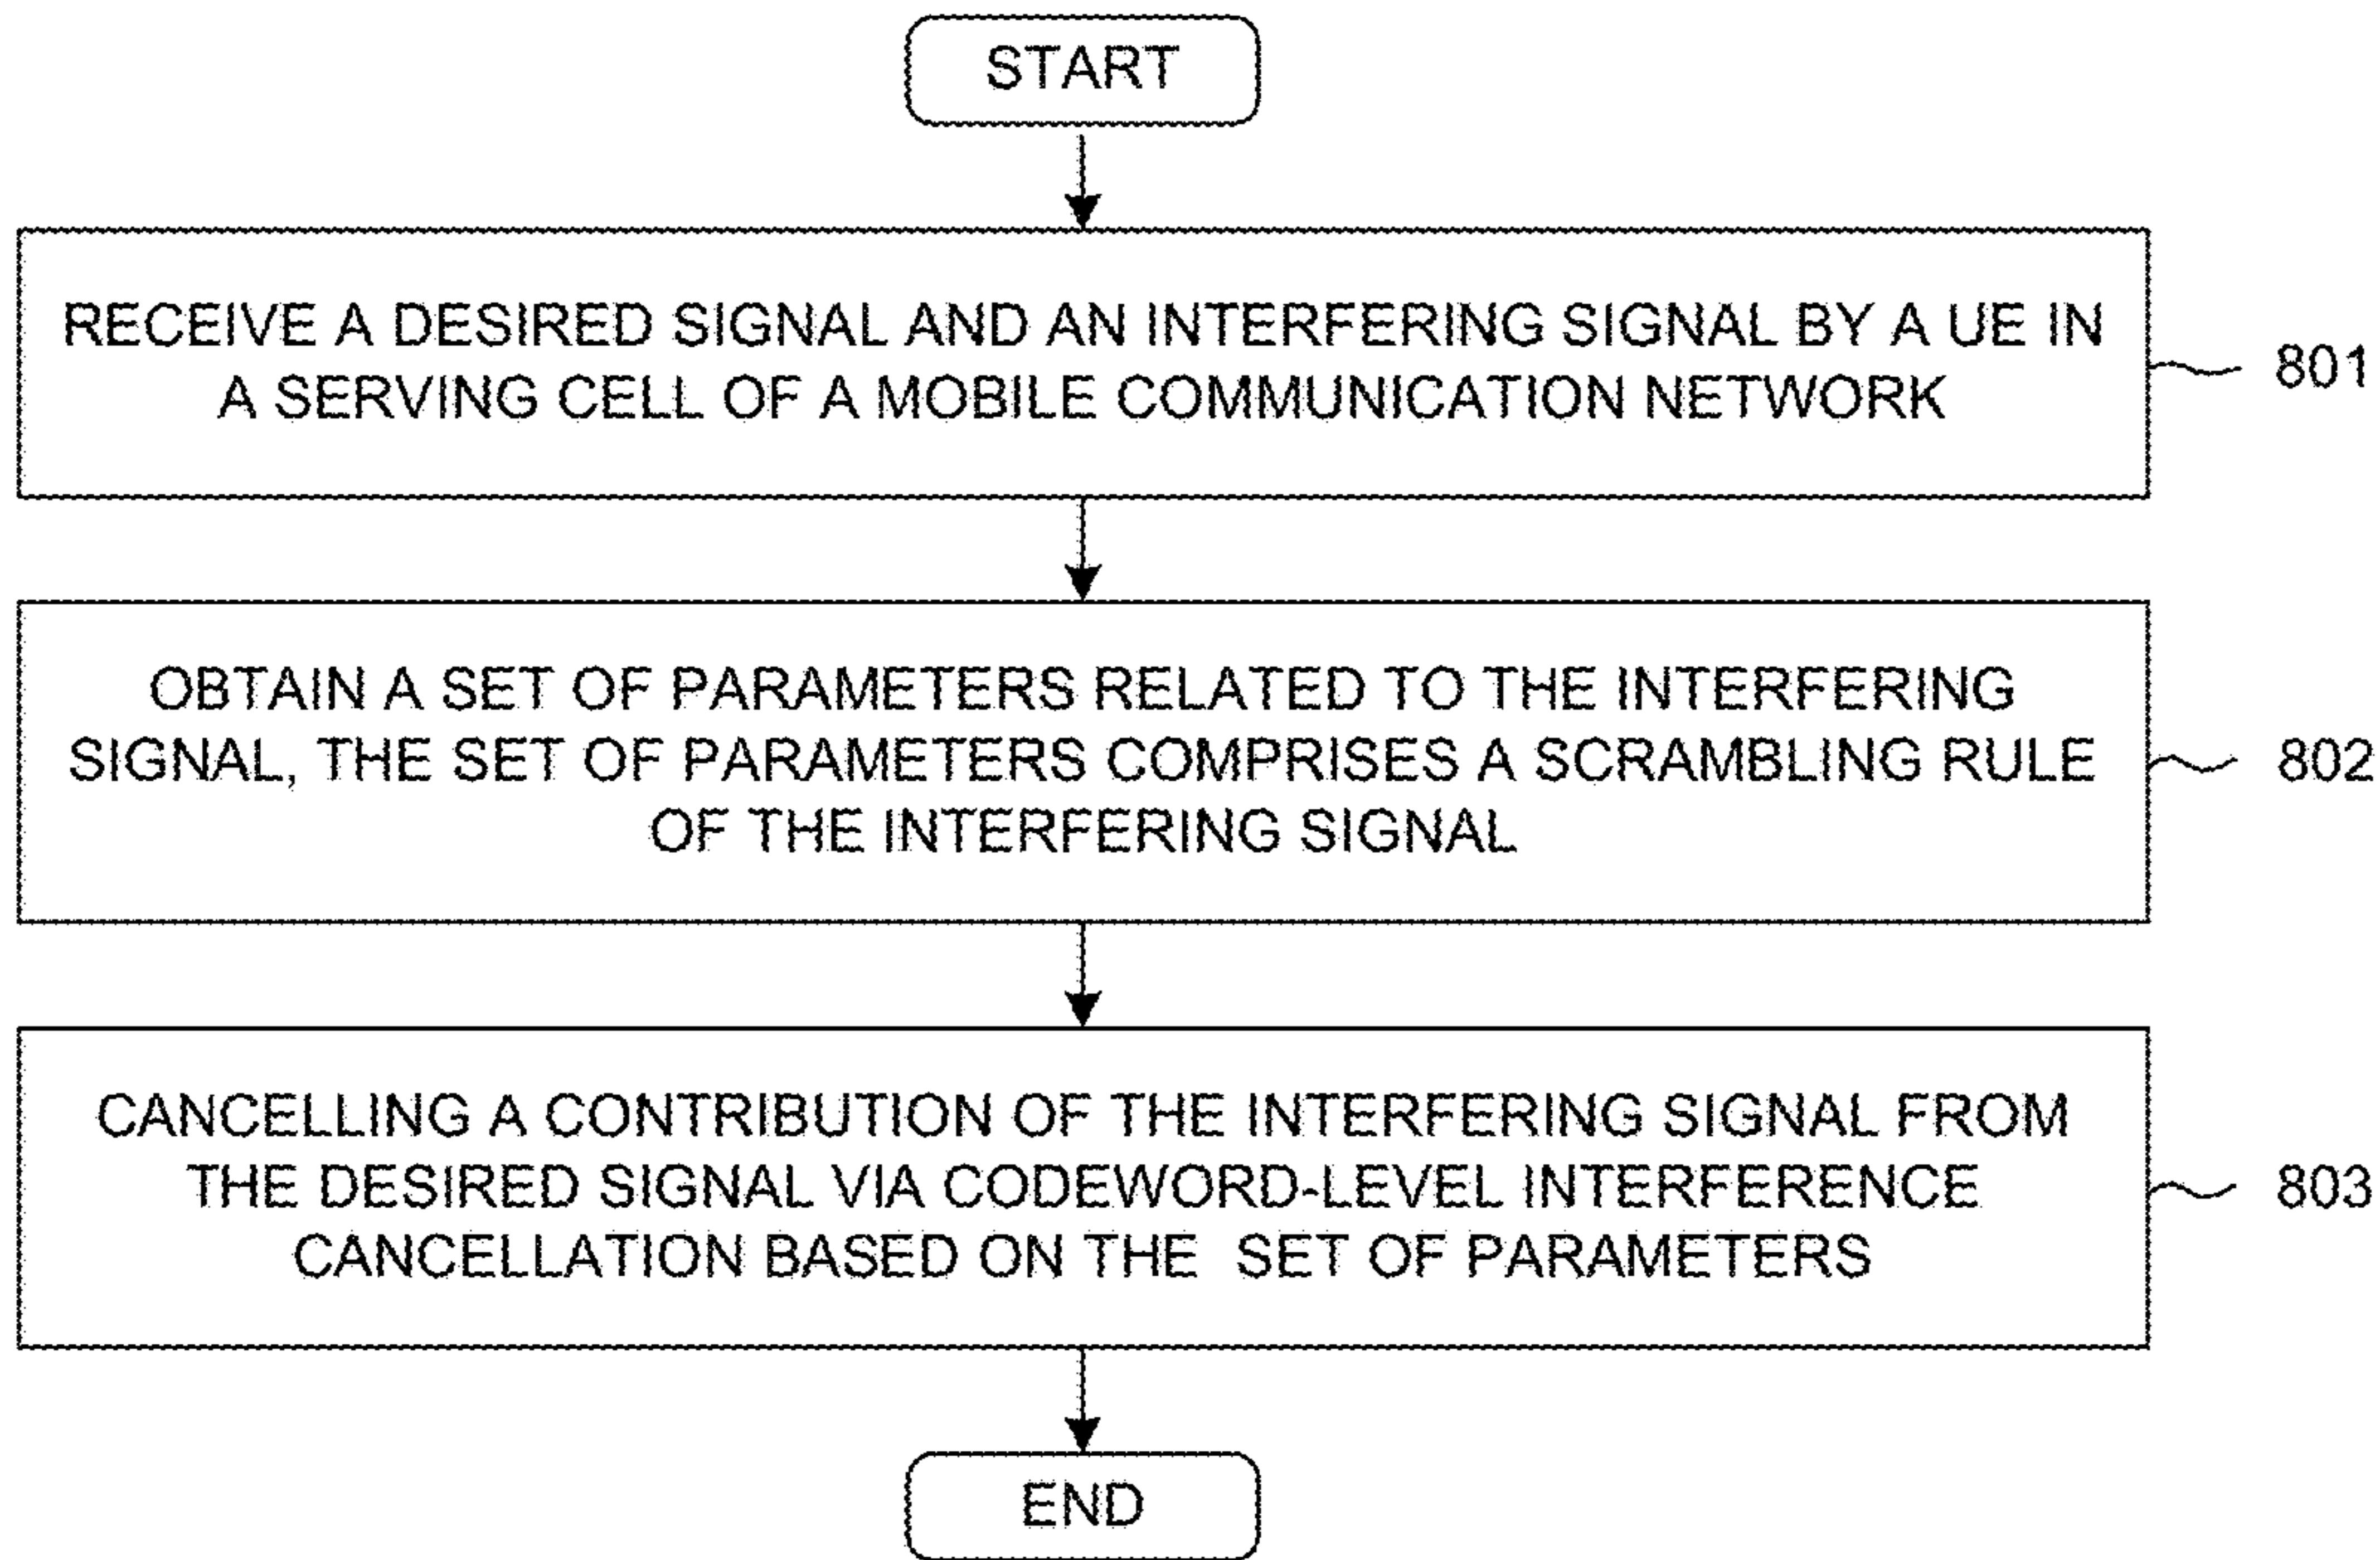 START
RECEIVE A DESIRED SIGNAL AND AN INTERFERING SIGNAL BY A UE IN
A SERVING CELL OF A MOBILE COMMUNICATION NETWORK
801
OBTAIN A SET OF PARAMETERS RELATED TO THE INTERFERING
SIGNAL, THE SET OF PARAMETERS COMPRISES A SCRAMBLING RULE
OF THE INTERFERING SIGNAL
802
CANCELLING A CONTRIBUTION OF THE INTERFERING SIGNAL FROM
THE DESIRED SIGNAL VIA CODEWORD-LEVEL INTERFERENCE
CANCELLATION BASED ON THE SET OF PARAMETERS
803
END